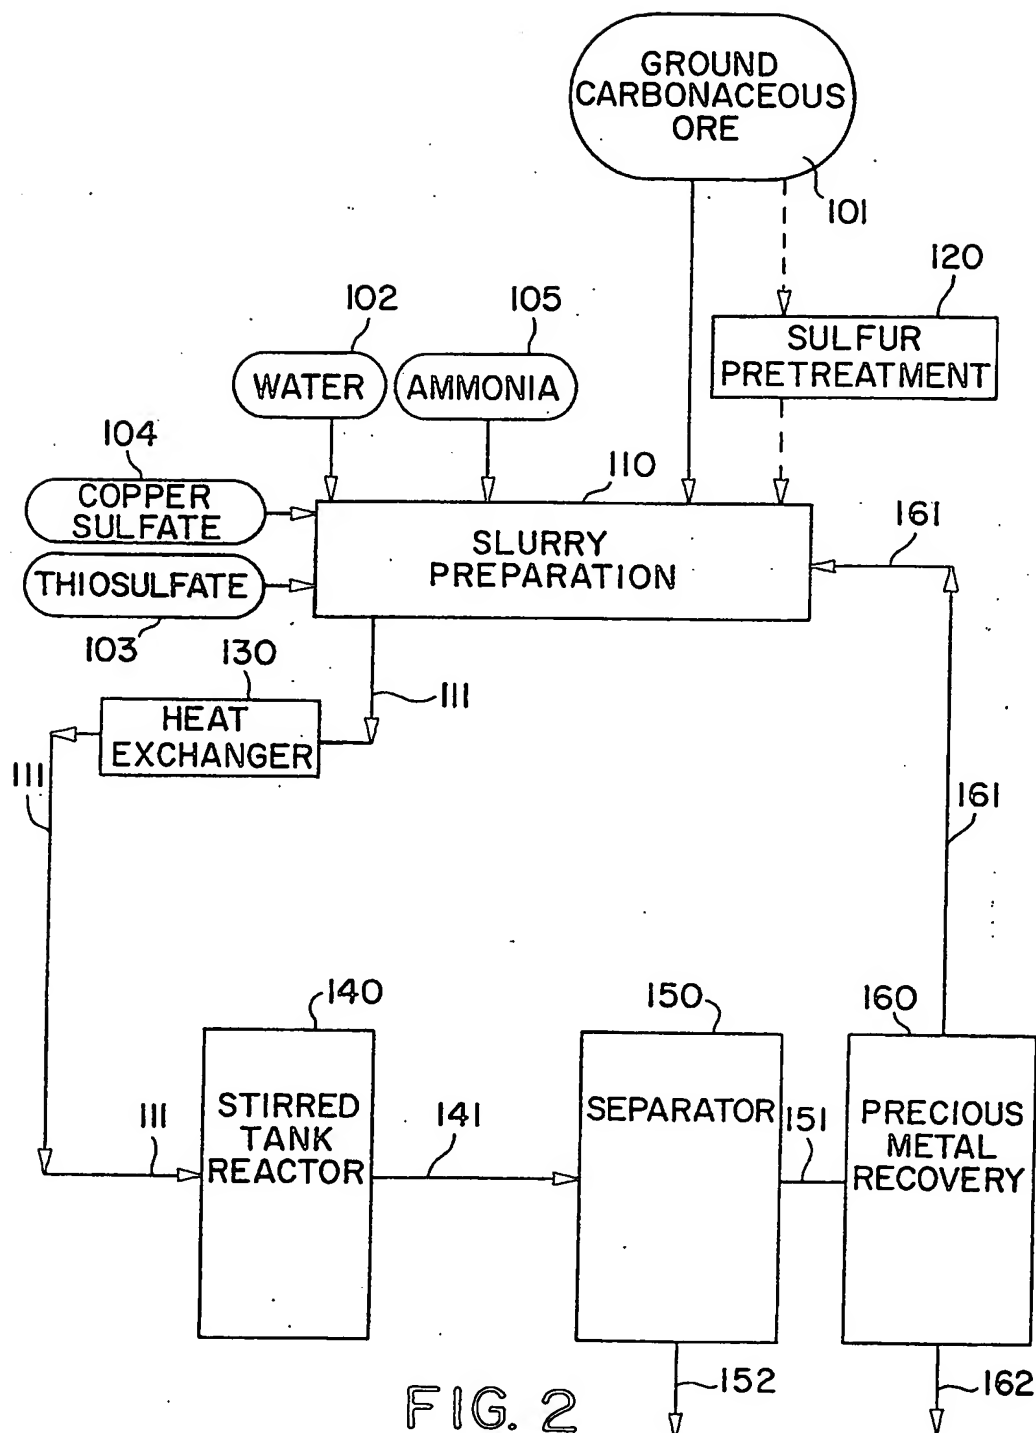 GROUND
CARBONACEOUS
ORE
101
120
SULFUR
PRETREATMENT
102
105
WATER
AMMONIA
104
COPPER
SULFATE
110
SLURRY
PREPARATION
161
THIOSULFATE
103
130
HEAT
EXCHANGER
111
111
161
140
150
160
STIRRED
TANK
REACTOR
111
141
SEPARATOR
151
PRECIOUS
METAL
RECOVERY
152
162
FIG. 2